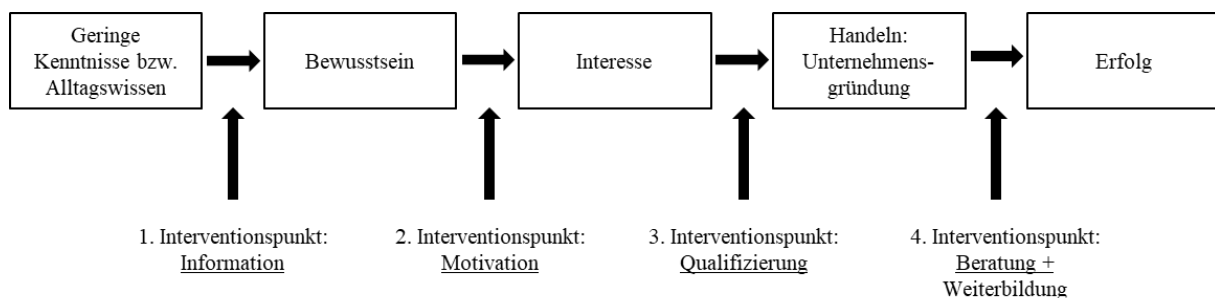 Geringe
Kenntnisse bzw.
Alltagswissen
Bewusstsein
Interesse
Handeln:
Unternehmens-
gründung
Erfolg
1. Interventionspunkt:
Information
2. Interventionspunkt:
Motivation
3. Interventionspunkt:
Qualifizierung
4. Interventionspunkt:
Beratung +
Weiterbildung